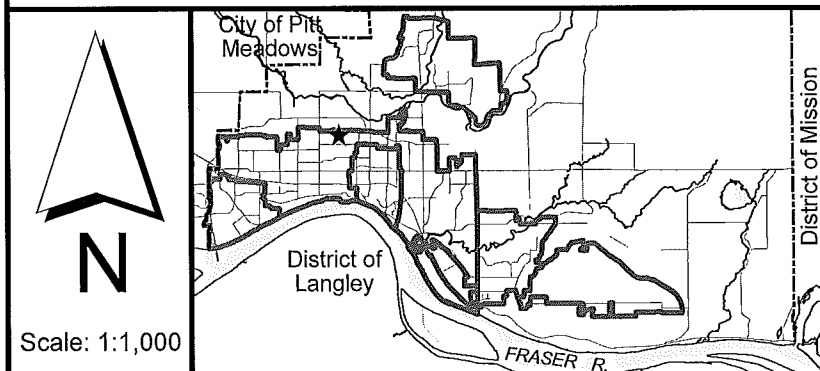 City of Pitt
Meadows
District of Mission
District of
Langley
N
Scale: 1:1,000
FRASER R.